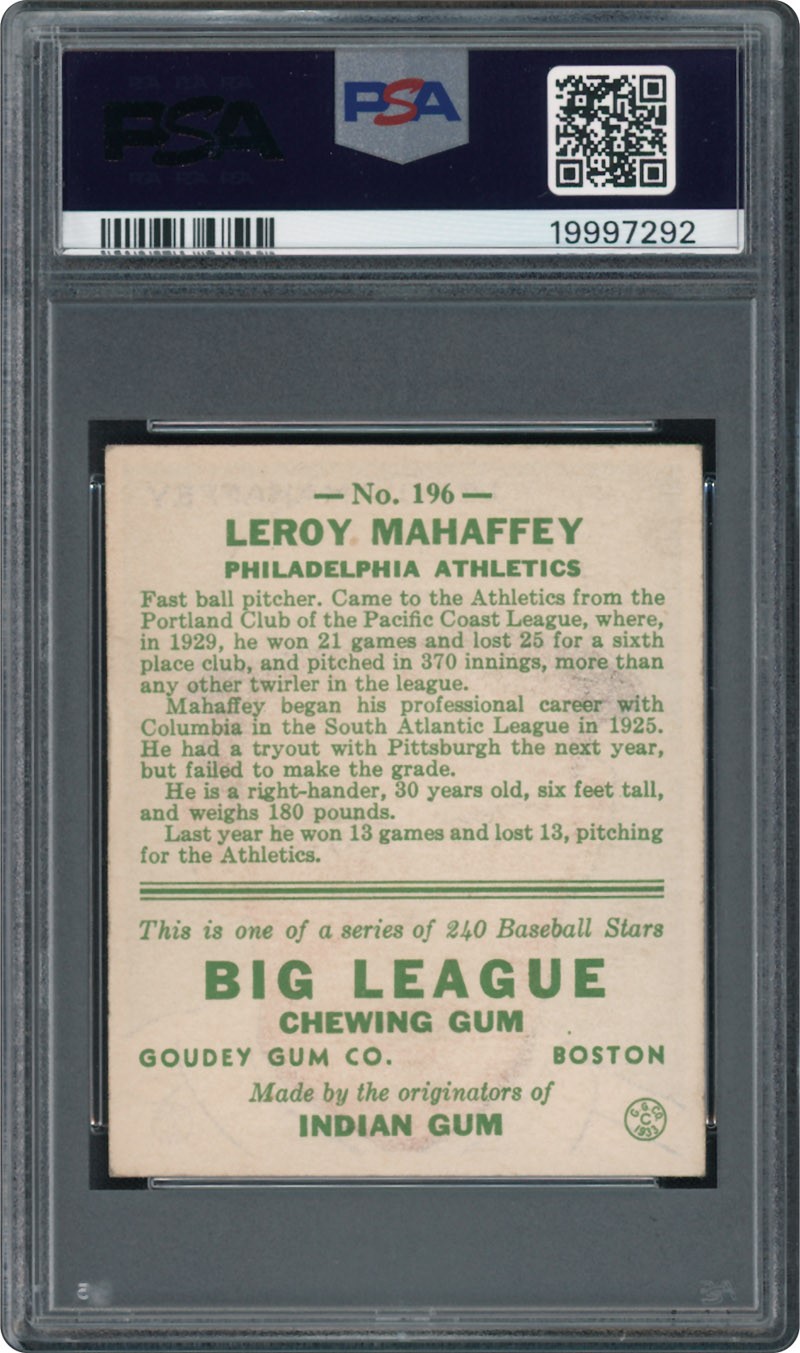 PSA
PSA
19997292
— No. 196 —
LEROY MAHAFFEY
PHILADELPHIA ATHLETICS
Fast ball pitcher. Came to the Athletics from the
Portland Club of the Pacific Coast League, where,
in 1929, he won 21 games and lost 25 for a sixth
place club, and pitched in 370 innings, more than
any other twirler in the league.
Mahaffey began his professional career with
Columbia in the South Atlantic League in 1925.
He had a tryout with Pittsburgh the next year,
but failed to make the grade.
He is a right-hander, 30 years old, six feet tall,
and weighs 180 pounds.
Last year he won 13 games and lost 13, pitching
for the Athletics.
This is one of a series of 240 Baseball Stars
BIG LEAGUE
CHEWING GUM
GOUDEY GUM CO. BOSTON
Made by the originators of
INDIAN GUM
G. G. CO.
C
1933